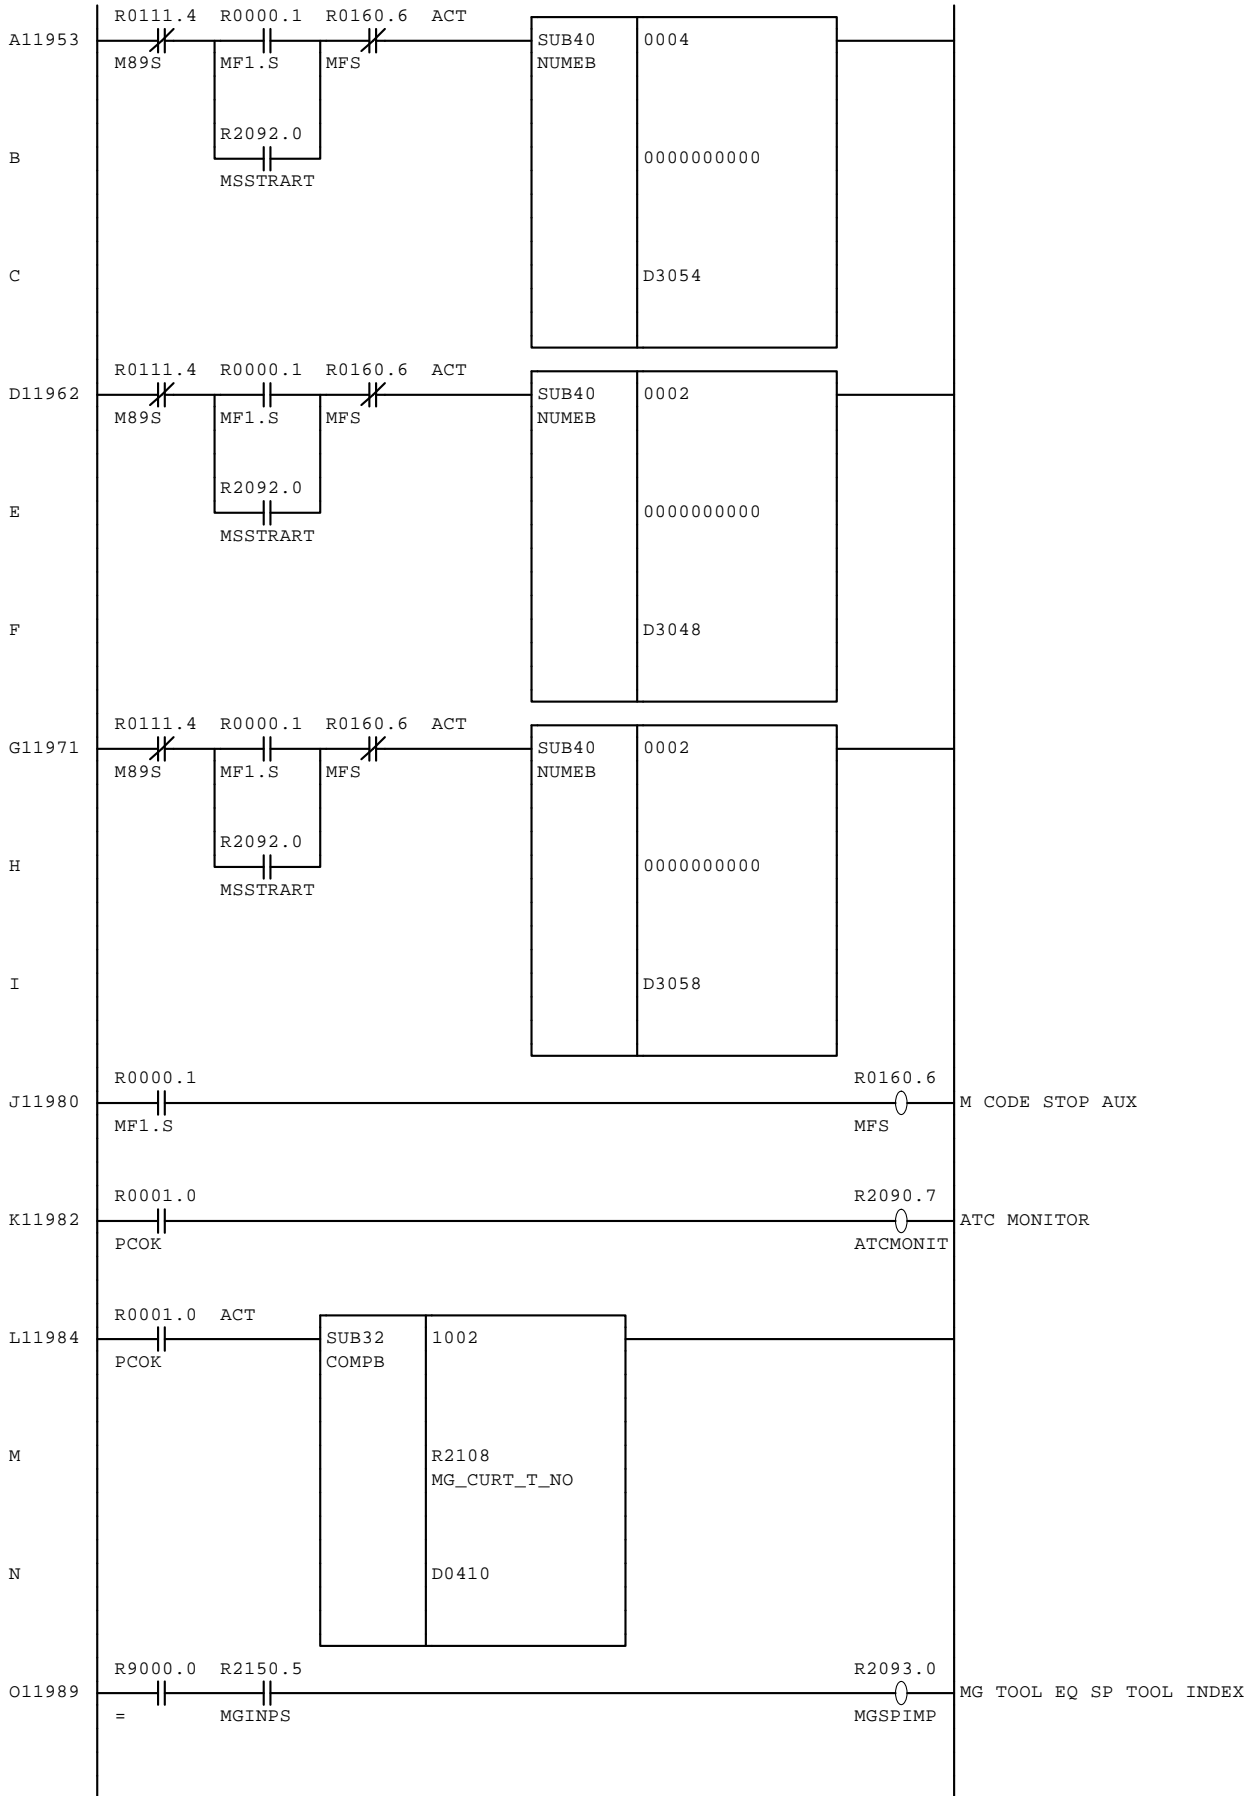 R0111.4 R0000.1 R0160.6 ACT
A11953 SUB40 0004
M89S MF1.S MFS NUMEB
R2092.0
B 0000000000
MSSTRART
C D3054
R0111.4 R0000.1 R0160.6 ACT
D11962 SUB40 0002
M89S MF1.S MFS NUMEB
R2092.0
E 0000000000
MSSTRART
F D3048
R0111.4 R0000.1 R0160.6 ACT
G11971 SUB40 0002
M89S MF1.S MFS NUMEB
R2092.0
H 0000000000
MSSTRART
I D3058
R0000.1 R0160.6
J11980 M CODE STOP AUX
MF1.S MFS
R0001.0 R2090.7
K11982 ATC MONITOR
PCOK ATCMONIT
R0001.0 ACT
L11984 SUB32 1002
PCOK COMPB
M R2108
MG_CURT_T_NO
N D0410
R9000.0 R2150.5 R2093.0
O11989 MG TOOL EQ SP TOOL INDEX
= MGINPS MGSPIMP